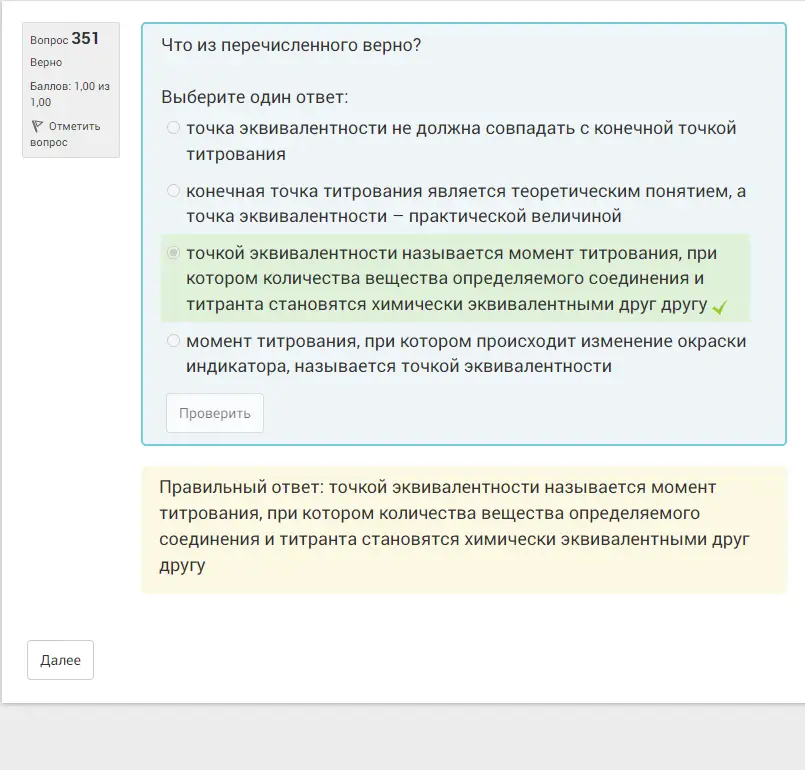 Вопрос 351
Верно
Баллов: 1,00 из
1,00
Отметить
вопрос
Что из перечисленного верно?
Выберите один ответ:
точка эквивалентности не должна совпадать с конечной точкой
титрования
конечная точка титрования является теоретическим понятием, а
точка эквивалентности – практической величиной
точкой эквивалентности называется момент титрования, при
котором количества вещества определяемого соединения и
титранта становятся химически эквивалентными друг другу
момент титрования, при котором происходит изменение окраски
индикатора, называется точкой эквивалентности
Проверить
Правильный ответ: точкой эквивалентности называется момент
титрования, при котором количества вещества определяемого
соединения и титранта становятся химически эквивалентными друг
другу
Далее